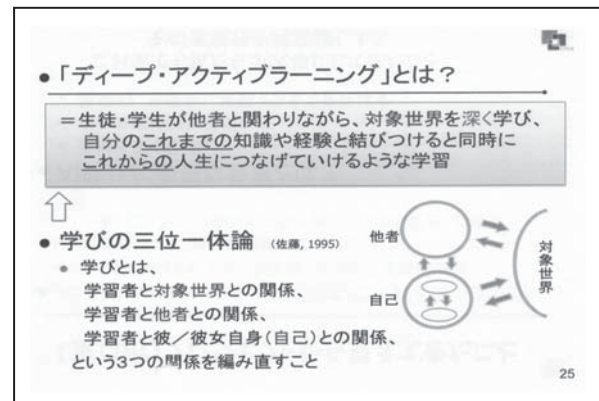 ● 「ディープ・アクティブラーニング」とは？
＝生徒・学生が他者と関わりながら、対象世界を深く学び、
自分のこれまでの知識や経験と結びつけると同時に
これからの人生につなげていけるような学習
● 学びの三位一体論 (佐藤, 1995)
● 学びとは、
学習者と対象世界との関係、
学習者と他者との関係、
学習者と彼／彼女自身（自己）との関係、
という３つの関係を編み直すこと
他者
自己
対象世界
25